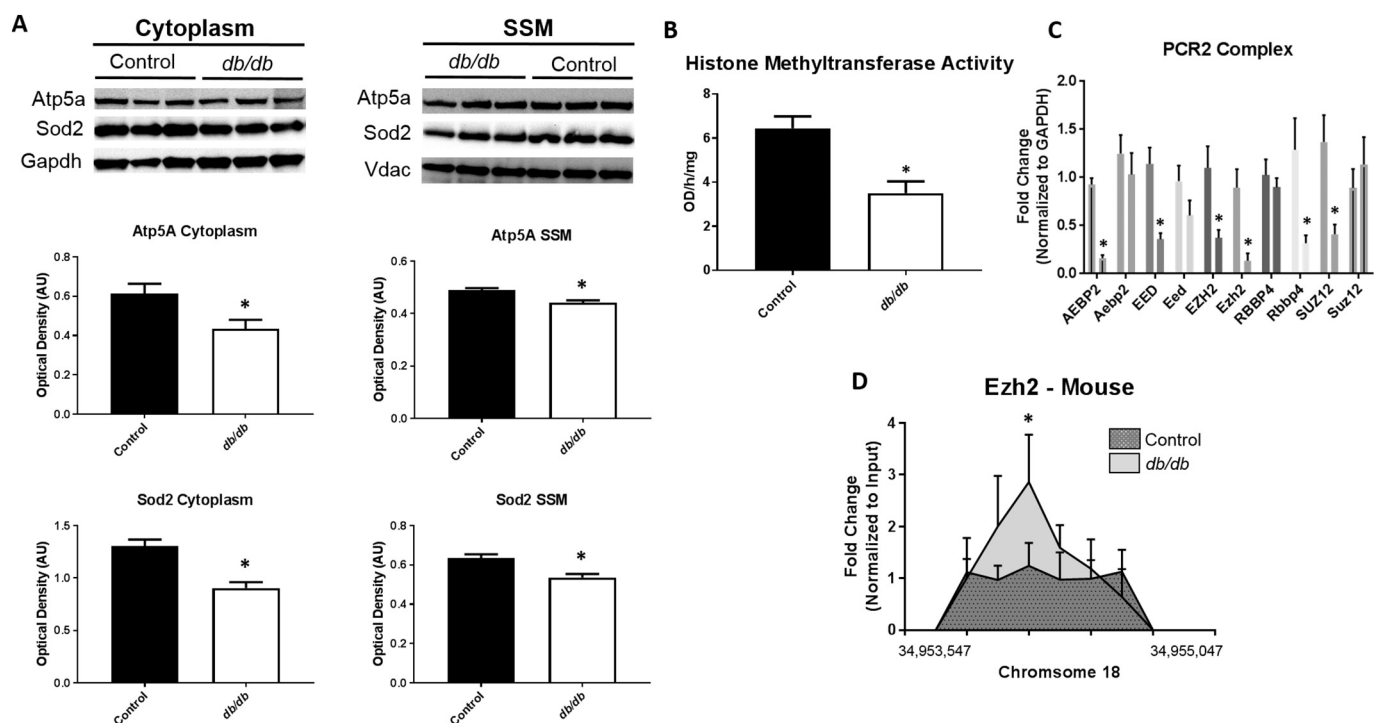 A
Cytoplasm
Control db/db
Atp5a
Sod2
Gapdh
SSM
db/db Control
Atp5a
Sod2
Vdac
Atp5A Cytoplasm
Optical Density (AU)
0.8
0.6
0.4
0.2
0.0
*
Control
db/db
Atp5A SSM
Optical Density (AU)
0.6
0.4
0.2
0.0
*
Control
db/db
Sod2 Cytoplasm
Optical Density (AU)
1.5
1.0
0.5
0.0
*
Control
db/db
Sod2 SSM
Optical Density (AU)
0.8
0.6
0.4
0.2
0.0
*
Control
db/db
B
Histone Methyltransferase Activity
OD/h/mg
8
6
4
2
0
*
Control
db/db
C
PCR2 Complex
Fold Change
(Normalized to GAPDH)
2.0
1.5
1.0
0.5
0.0
* * * * * *
AEBP2
Aebp2
EED
Eed
EZH2
Ezh2
RBBP4
Rbbp4
SUZ12
Suz12
D
Ezh2 - Mouse
Fold Change
(Normalized to Input)
4
3
2
1
0
*
Control
db/db
34,953,547 34,955,047
Chromsome 18